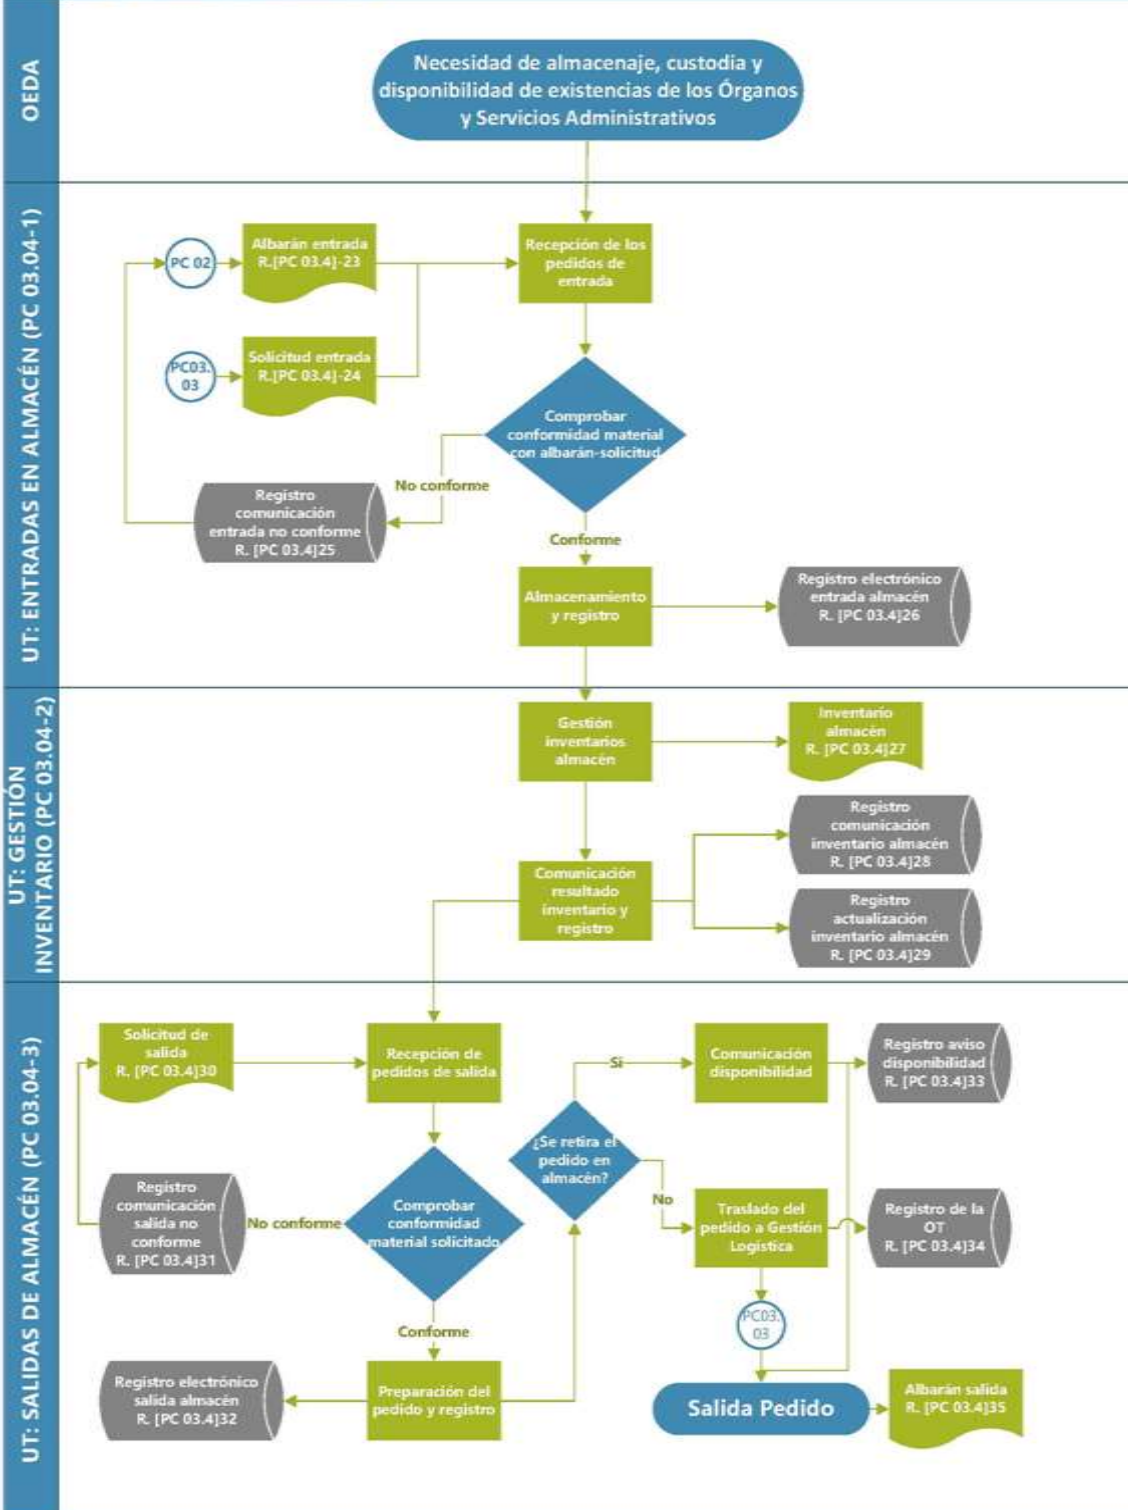 OEDA
Necesidad de almacenaje, custodia y
disponibilidad de existencias de los Órganos
y Servicios Administrativos
UT: ENTRADAS EN ALMACÉN (PC 03.04-1)
PC 02
Albarán entrada
R.[PC 03.4]-23
Recepción de los
pedidos de
entrada
PC03.
03
Solicitud entrada
R.[PC 03.4]-24
Comprobar
conformidad material
con albarán-solicitud
No conforme
Registro
comunicación
entrada no conforme
R. [PC 03.4]25
Conforme
Almacenamiento
y registro
Registro electrónico
entrada almacén
R. [PC 03.4]26
UT: GESTIÓN
INVENTARIO (PC 03.04-2)
Gestión
inventarios
almacén
Inventario
almacén
R. [PC 03.4]27
Registro
comunicación
inventario almacén
R. [PC 03.4]28
Comunicación
resultado
inventario y
registro
Registro
actualización
inventario almacén
R. [PC 03.4]29
UT: SALIDAS DE ALMACÉN (PC 03.04-3)
Solicitud de
salida
R. [PC 03.4]30
Recepción de
pedidos de salida
Si
Comunicación
disponibilidad
Registro aviso
disponibilidad
R. [PC 03.4]33
¿Se retira el
pedido en
almacén?
Registro
comunicación
salida no
conforme
R. [PC 03.4]31
No conforme
Comprobar
conformidad
material solicitado
No
Traslado del
pedido a Gestión
Logística
Registro de la
OT
R. [PC 03.4]34
PC03.
03
Conforme
Registro electrónico
salida almacén
R. [PC 03.4]32
Preparación del
pedido y registro
Salida Pedido
Albarán salida
R. [PC 03.4]35